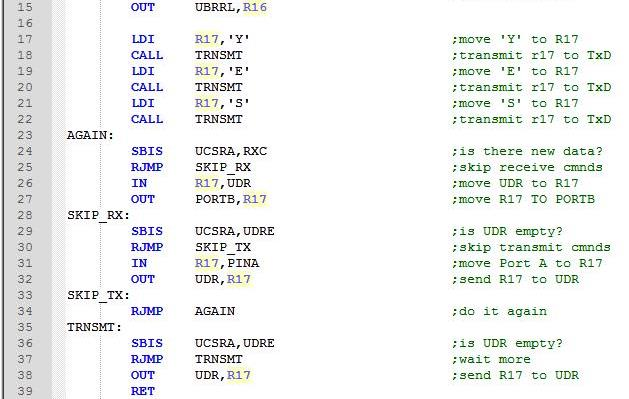 15 OUT UBRRL,R16
16
17 LDI R17,'Y' ;move 'Y' to R17
18 CALL TRNSMT ;transmit r17 to TxD
19 LDI R17,'E' ;move 'E' to R17
20 CALL TRNSMT ;transmit r17 to TxD
21 LDI R17,'S' ;move 'S' to R17
22 CALL TRNSMT ;transmit r17 to TxD
23 AGAIN:
24 SBIS UCSRA,RXC ;is there new data?
25 RJMP SKIP_RX ;skip receive cmnds
26 IN R17,UDR ;move UDR to R17
27 OUT PORTB,R17 ;move R17 TO PORTB
28 SKIP_RX:
29 SBIS UCSRA,UDRE ;is UDR empty?
30 RJMP SKIP_TX ;skip transmit cmnds
31 IN R17,PINA ;move Port A to R17
32 OUT UDR,R17 ;send R17 to UDR
33 SKIP_TX:
34 RJMP AGAIN ;do it again
35 TRNSMT:
36 SBIS UCSRA,UDRE ;is UDR empty?
37 RJMP TRNSMT ;wait more
38 OUT UDR,R17 ;send R17 to UDR
39 RET